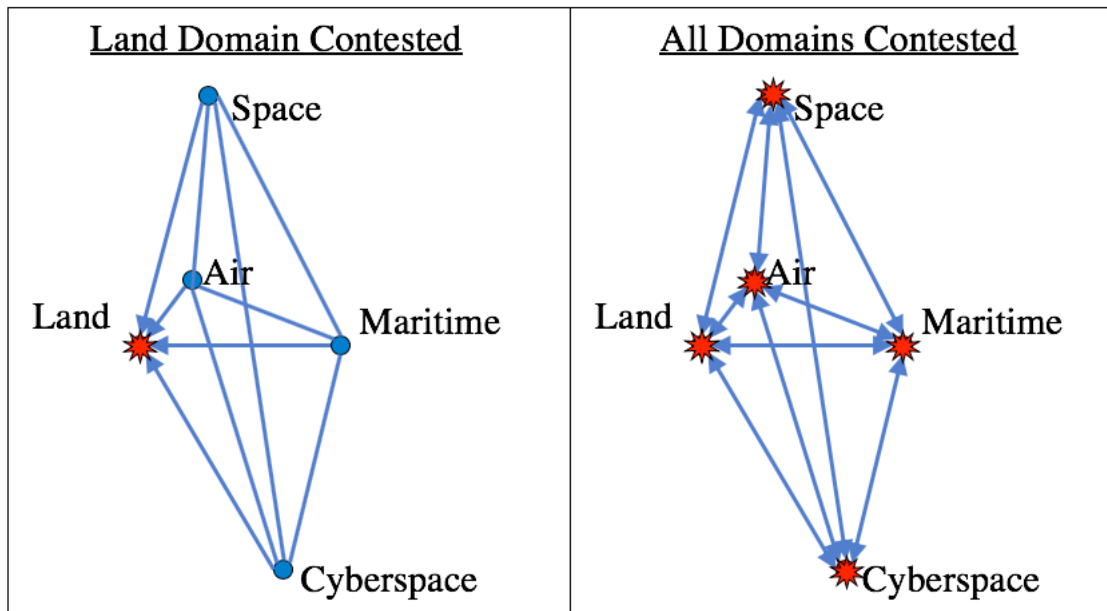 Land Domain Contested
Space
Air
Land
Maritime
Cyberspace
All Domains Contested
Space
Air
Land
Maritime
Cyberspace